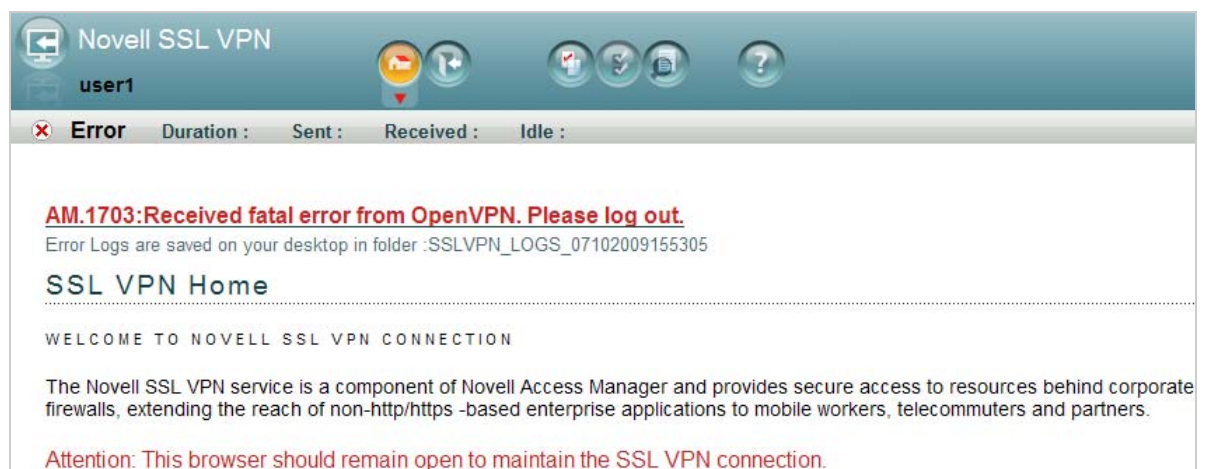 Novell SSL VPN
user1
?
Error Duration : Sent : Received : Idle :
AM.1703:Received fatal error from OpenVPN. Please log out.
Error Logs are saved on your desktop in folder :SSLVPN_LOGS_07102009155305
SSL VPN Home
WELCOME TO NOVELL SSL VPN CONNECTION
The Novell SSL VPN service is a component of Novell Access Manager and provides secure access to resources behind corporate
firewalls, extending the reach of non-http/https -based enterprise applications to mobile workers, telecommuters and partners.
Attention: This browser should remain open to maintain the SSL VPN connection.